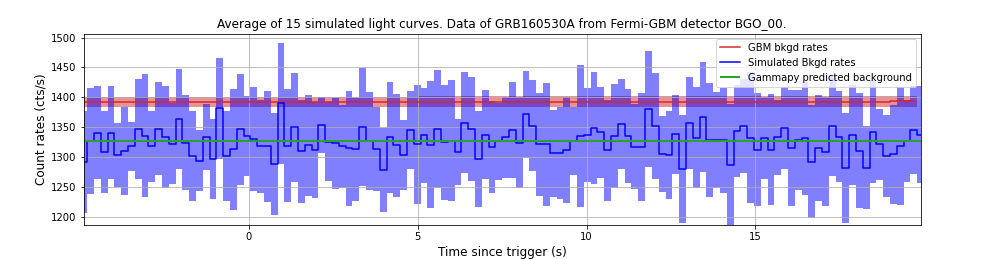 Average of 15 simulated light curves. Data of GRB160530A from Fermi-GBM detector BGO_00.
Count rates (cts/s)
1500
1450
1400
1350
1300
1250
1200
GBM bkgd rates
Simulated Bkgd rates
Gammapy predicted background
0
5
10
15
Time since trigger (s)